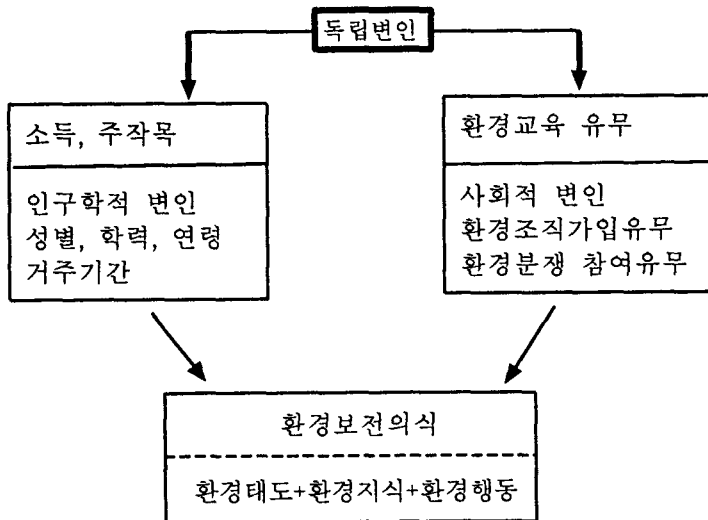 독립변인
소득, 주작목
인구학적 변인
성별, 학력, 연령
거주기간
환경교육 유무
사회적 변인
환경조직가입유무
환경분쟁 참여유무
환경보전의식
환경태도+환경지식+환경행동